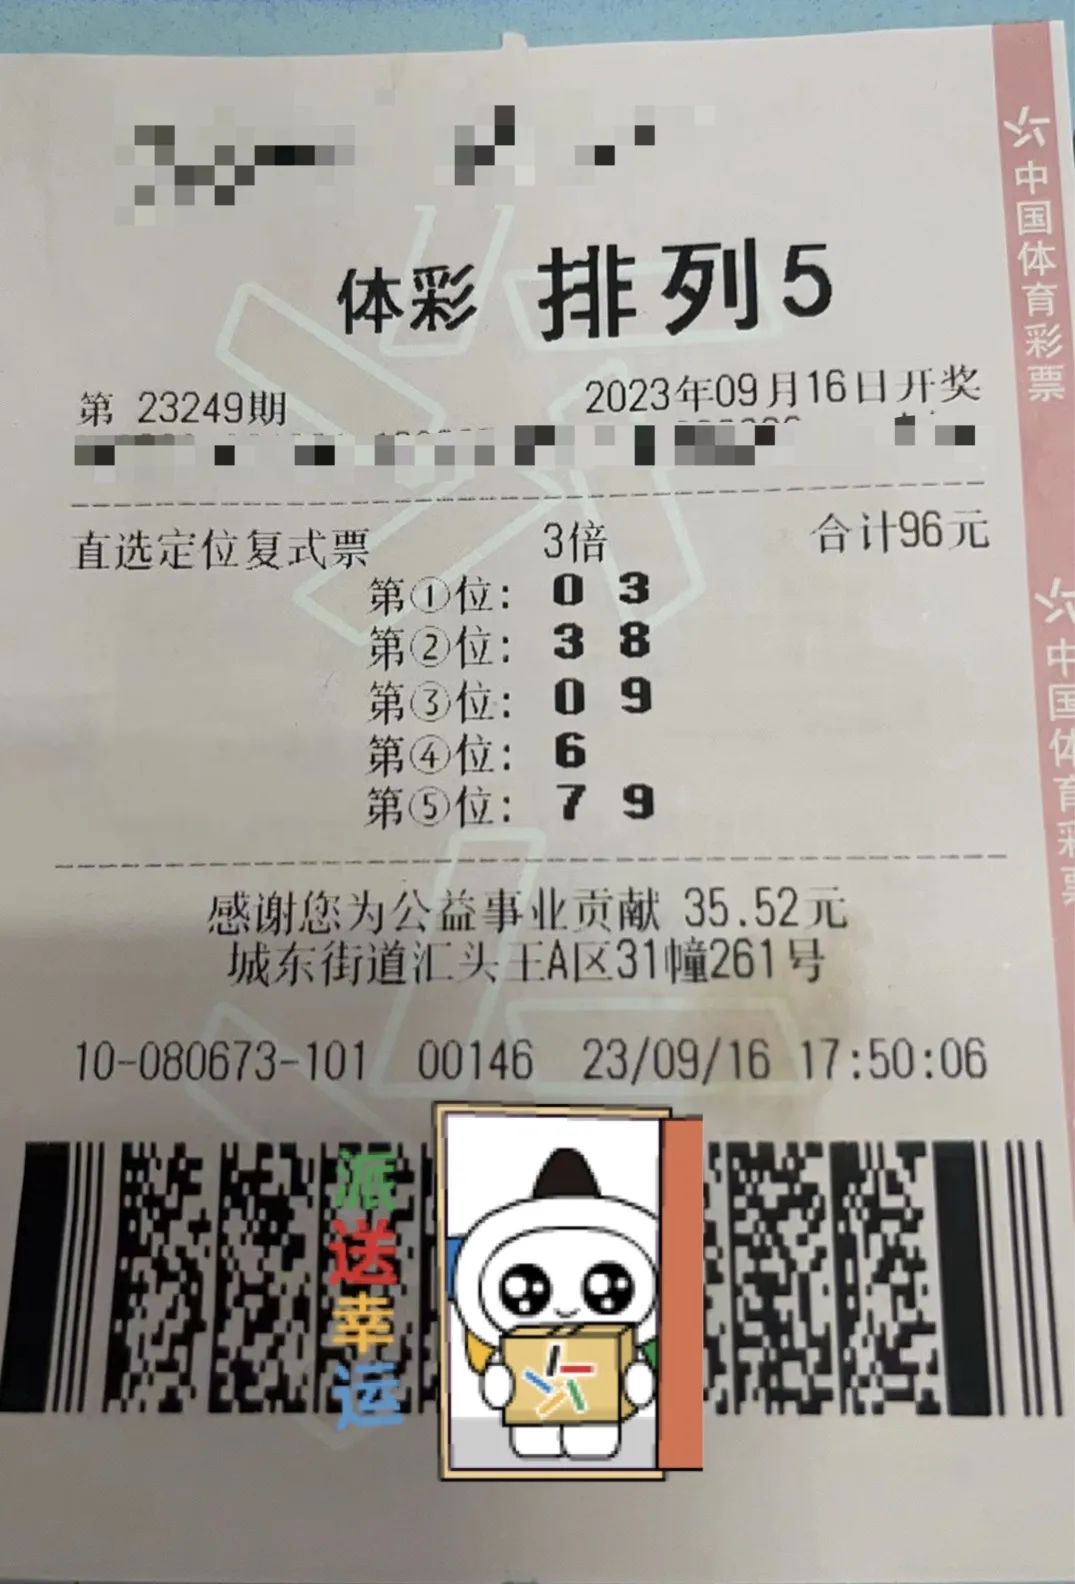 体彩 排列5
第 23249期 2023年09月16日开奖
直选定位复式票 3倍 合计96元
第①位： 0 3
第②位： 3 8
第③位： 0 9
第④位： 6
第⑤位： 7 9
感谢您为公益事业贡献 35.52元
城东街道汇头王A区31幢261号
10-080673-101 00146 23/09/16 17:50:06
派送幸运
中国体育彩票
中国体育彩票